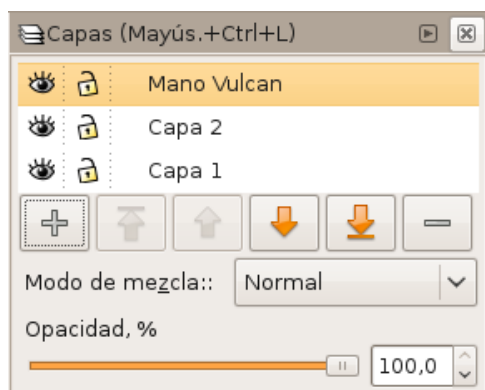 Capas (Mayús.+Ctrl+L)
Mano Vulcan
Capa 2
Capa 1
Modo de mezcla:: Normal
Opacidad, %
100,0